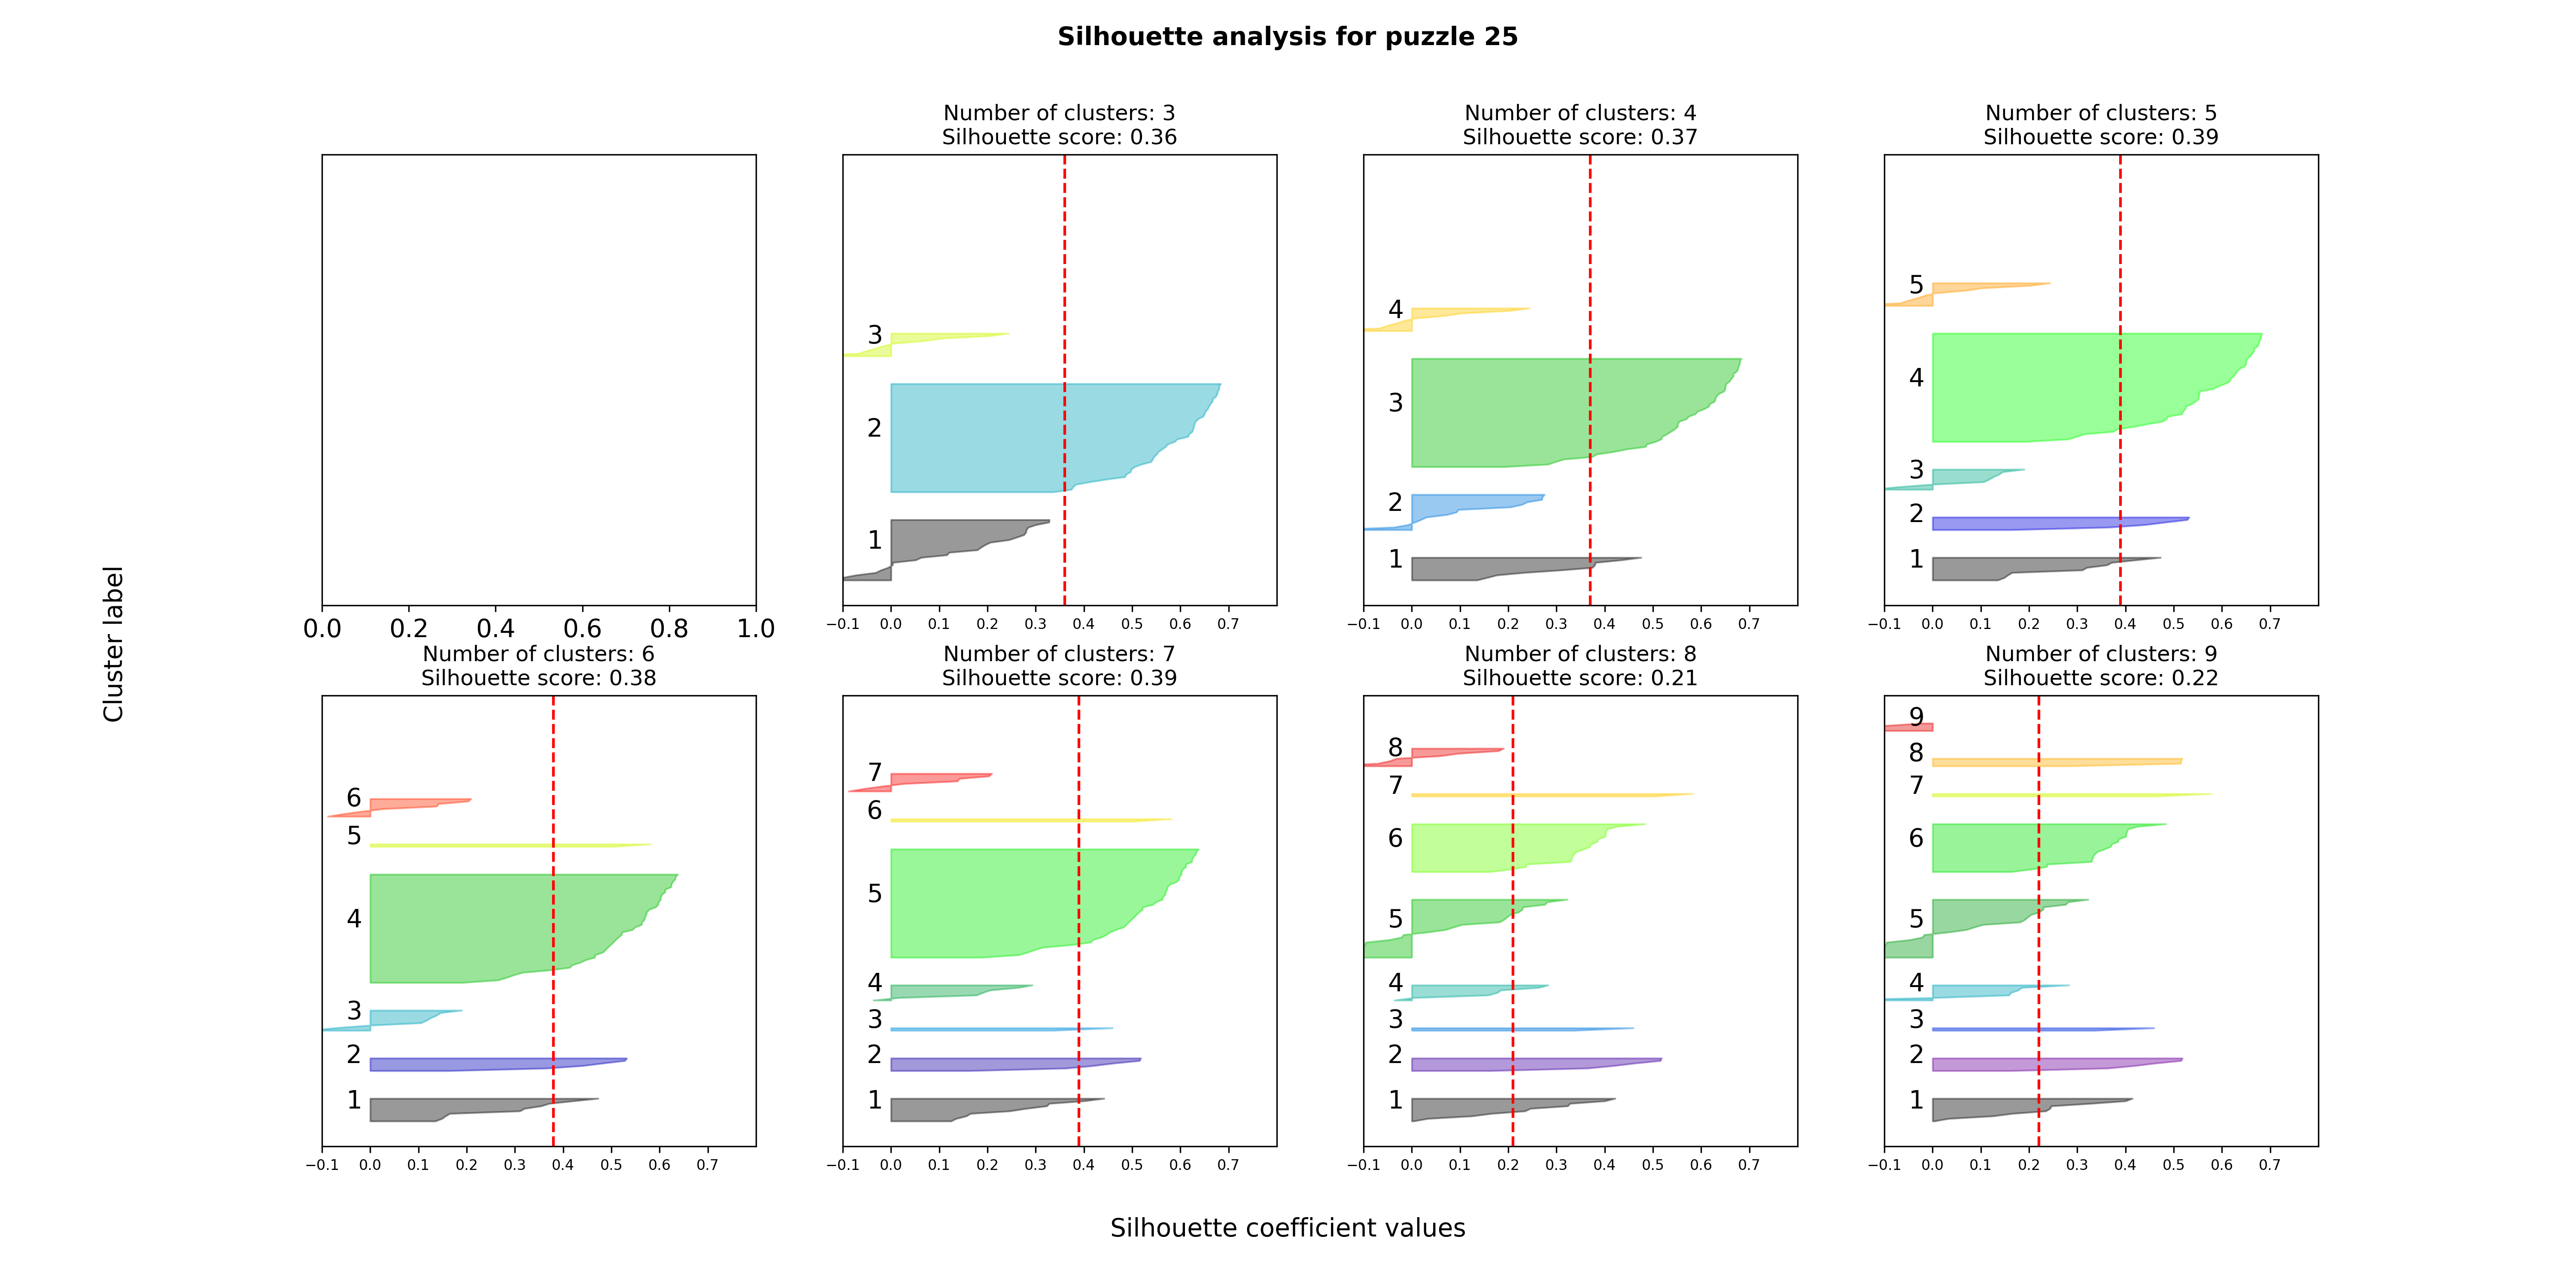 Silhouette analysis for puzzle 25
Number of clusters: 3
Silhouette score: 0.36
Number of clusters: 4
Silhouette score: 0.37
Number of clusters: 5
Silhouette score: 0.39
0.0 0.2 0.4 0.6 0.8 1.0
3
2
1
−0.1 0.0 0.1 0.2 0.3 0.4 0.5 0.6 0.7
4
3
2
1
−0.1 0.0 0.1 0.2 0.3 0.4 0.5 0.6 0.7
5
4
3
2
1
−0.1 0.0 0.1 0.2 0.3 0.4 0.5 0.6 0.7
Cluster label
Number of clusters: 6
Silhouette score: 0.38
Number of clusters: 7
Silhouette score: 0.39
Number of clusters: 8
Silhouette score: 0.21
Number of clusters: 9
Silhouette score: 0.22
6
5
4
3
2
1
−0.1 0.0 0.1 0.2 0.3 0.4 0.5 0.6 0.7
7
6
5
4
3
2
1
−0.1 0.0 0.1 0.2 0.3 0.4 0.5 0.6 0.7
8
7
6
5
4
3
2
1
−0.1 0.0 0.1 0.2 0.3 0.4 0.5 0.6 0.7
9
8
7
6
5
4
3
2
1
−0.1 0.0 0.1 0.2 0.3 0.4 0.5 0.6 0.7
Silhouette coefficient values